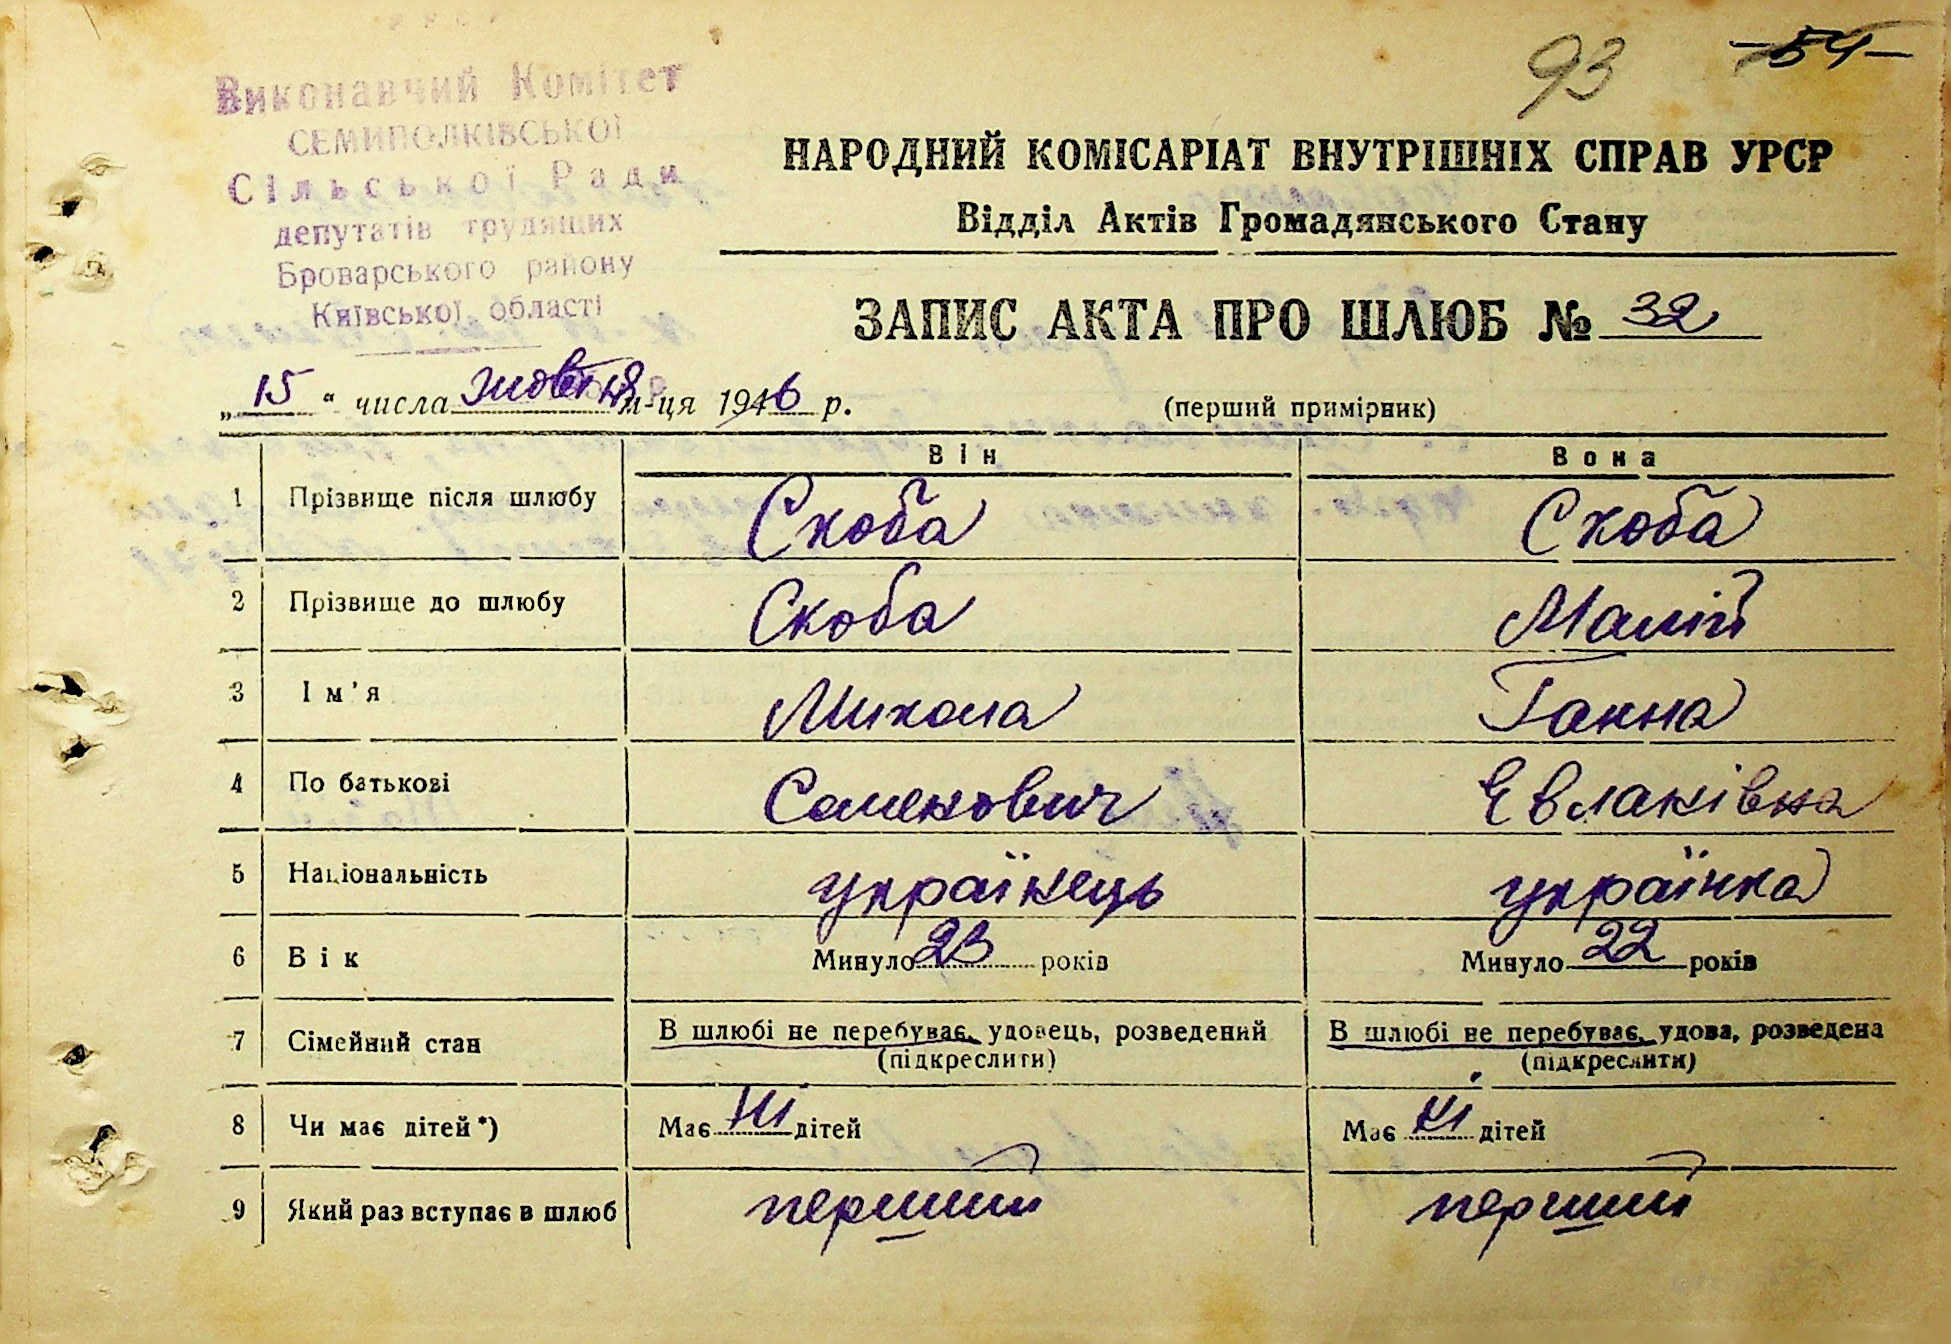 93 -54-
Виконавчий Комітет
СЕМИПОЛКІВСЬКОЇ
Сільської Ради
депутатів трудящих
Броварського району
Київської області
НАРОДНИЙ КОМІСАРІАТ ВНУТРІШНІХ СПРАВ УРСР
Відділ Актів Громадянського Стану
ЗАПИС АКТА ПРО ШЛЮБ № 32
„15“ числа жовтня м-ця 1946 р. (перший примірник)
Він Вона
1 Прізвище після шлюбу Скоба Скоба
2 Прізвище до шлюбу Скоба Малій
3 Ім'я Микола Ганна
4 По батькові Семенович Євлаківна
5 Національність українець українка
6 Вік Минуло 23 років Минуло 22 років
7 Сімейний стан В шлюбі не перебуває, удовець, розведений В шлюбі не перебуває, удова, розведена
(підкреслити) (підкреслити)
8 Чи має дітей*) Має ні дітей Має ні дітей
9 Який раз вступає в шлюб перший перший